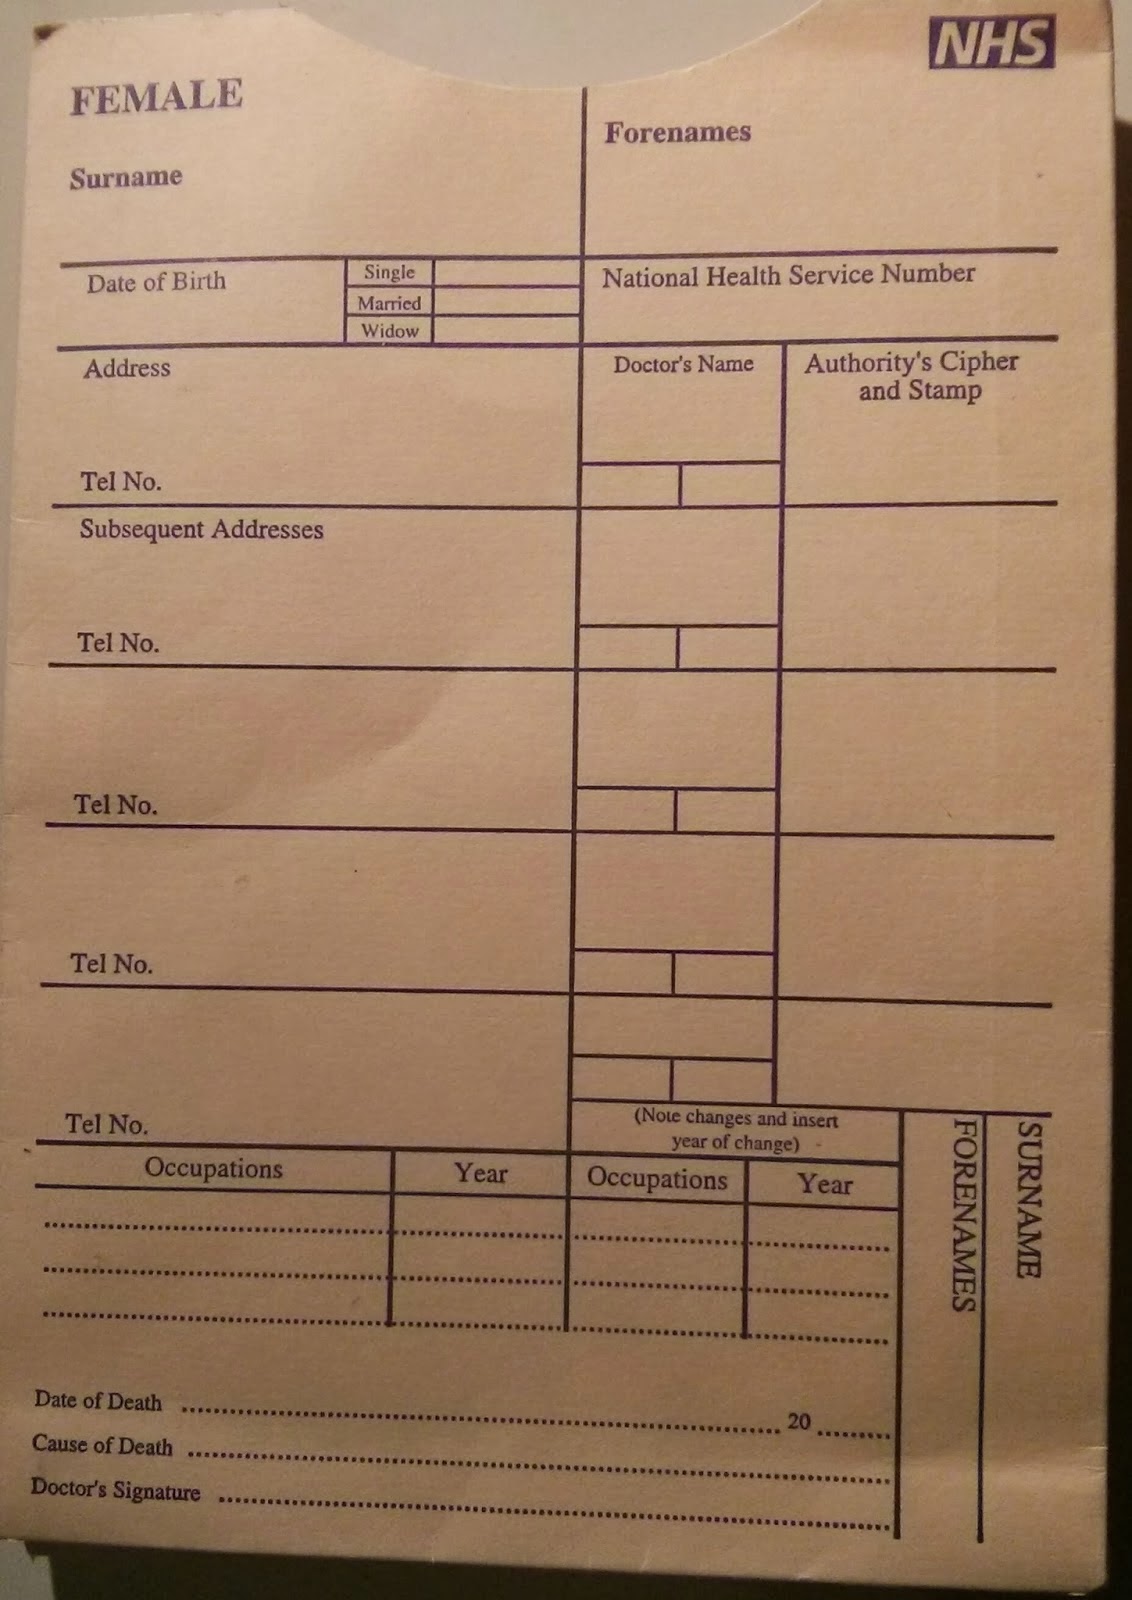 NHS
FEMALE
Forenames
Surname
Date of Birth
Single
Married
Widow
National Health Service Number
Address
Doctor's Name
Authority's Cipher
and Stamp
Tel No.
Subsequent Addresses
Tel No.
Tel No.
Tel No.
Tel No.
(Note changes and insert
year of change)
Occupations Year Occupations Year
SURNAME
FORENAMES
Date of Death 20
Cause of Death
Doctor's Signature